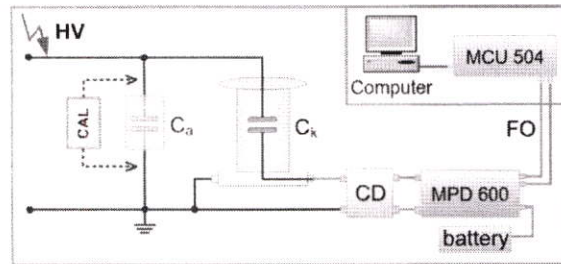 HV
MCU 504
Computer
CAL
Ca
Ck
FO
CD
MPD 600
battery